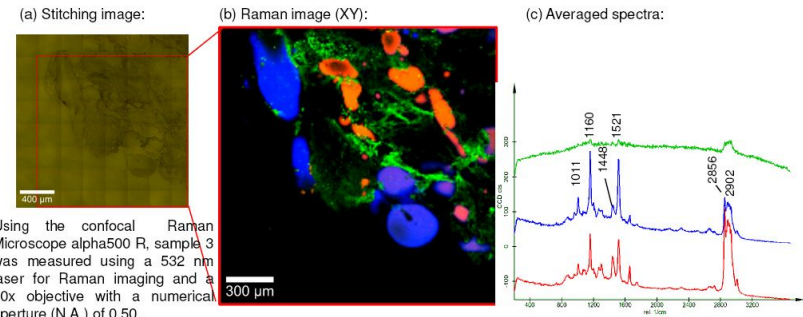 (a) Stitching image:
(b) Raman image (XY):
(c) Averaged spectra:
400 µm
300 µm
Using the confocal Raman
Microscope alpha500 R, sample 3
was measured using a 532 nm
laser for Raman imaging and a
0x objective with a numerical
aperture (N.A.) of 0.50
CCD cts
300
200
100
0
-100
1011
1160
1448
1521
2856
2902
400
800
1200
1600
2000
2400
2800
3200
rel. 1/cm